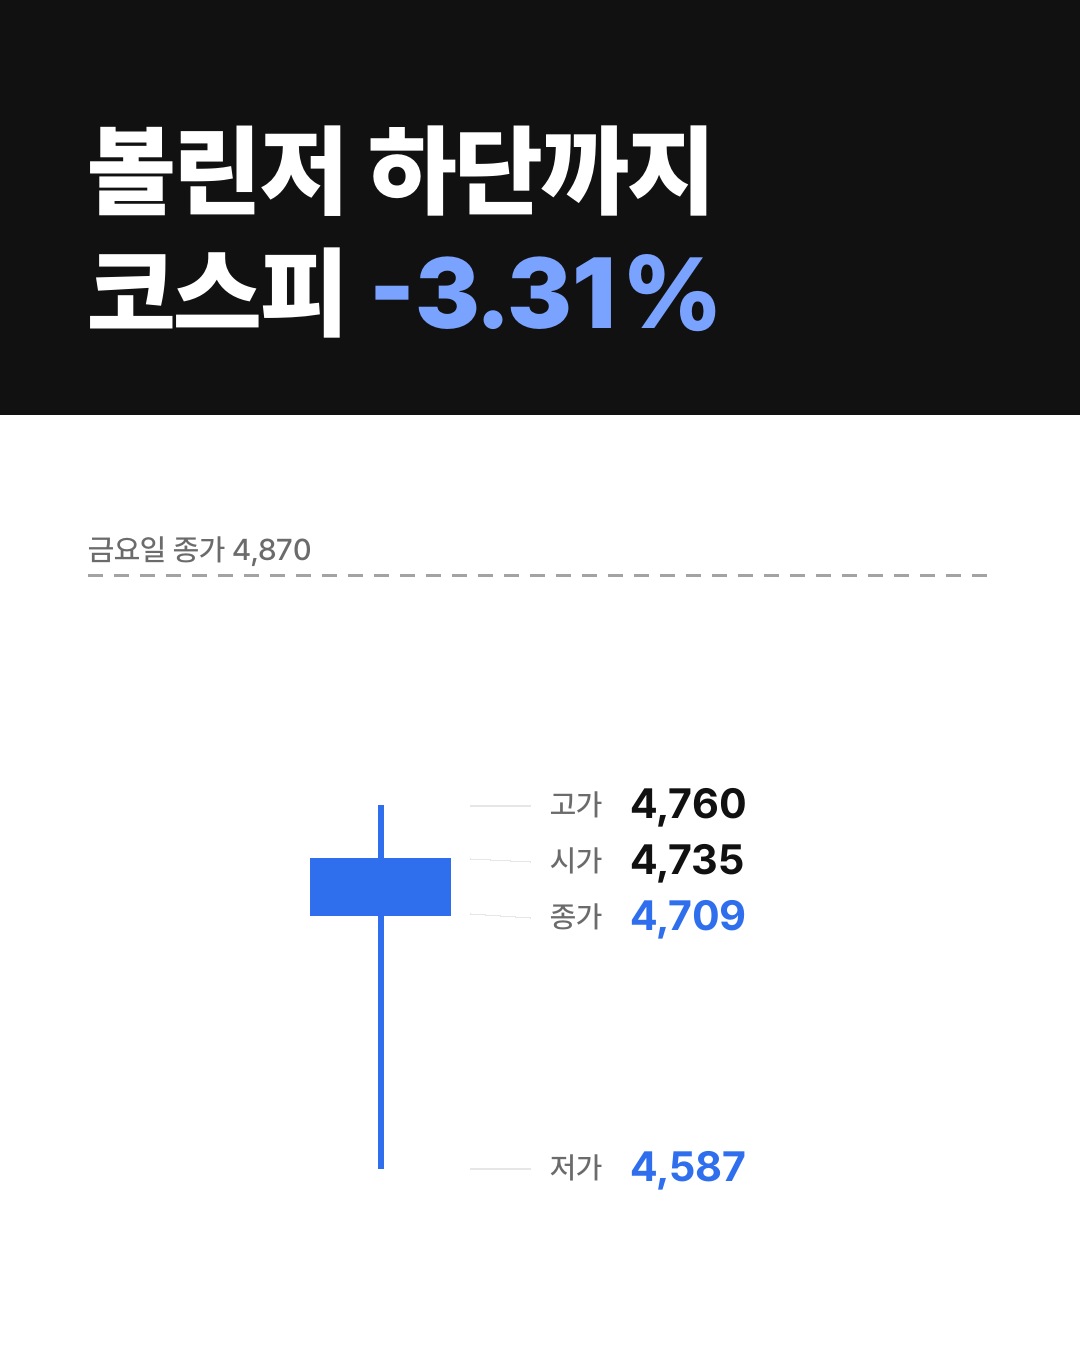 볼린저 하단까지
코스피 -3.31%
금요일 종가 4,870
고가 4,760
시가 4,735
종가 4,709
저가 4,587